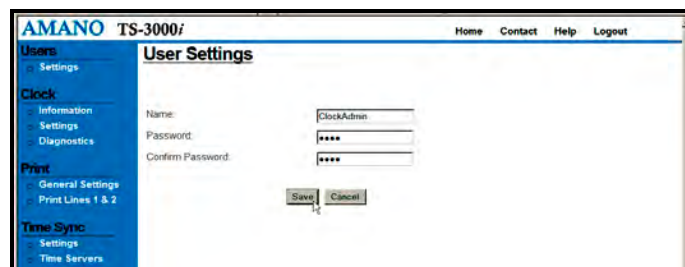 AMANO TS-3000i
Home Contact Help Logout
Users
Settings
Clock
Information
Settings
Diagnostics
Print
General Settings
Print Lines 1 & 2
Time Sync
Settings
Time Servers
User Settings
Name:
ClockAdmin
Password:
••••
Confirm Password:
••••
Save Cancel